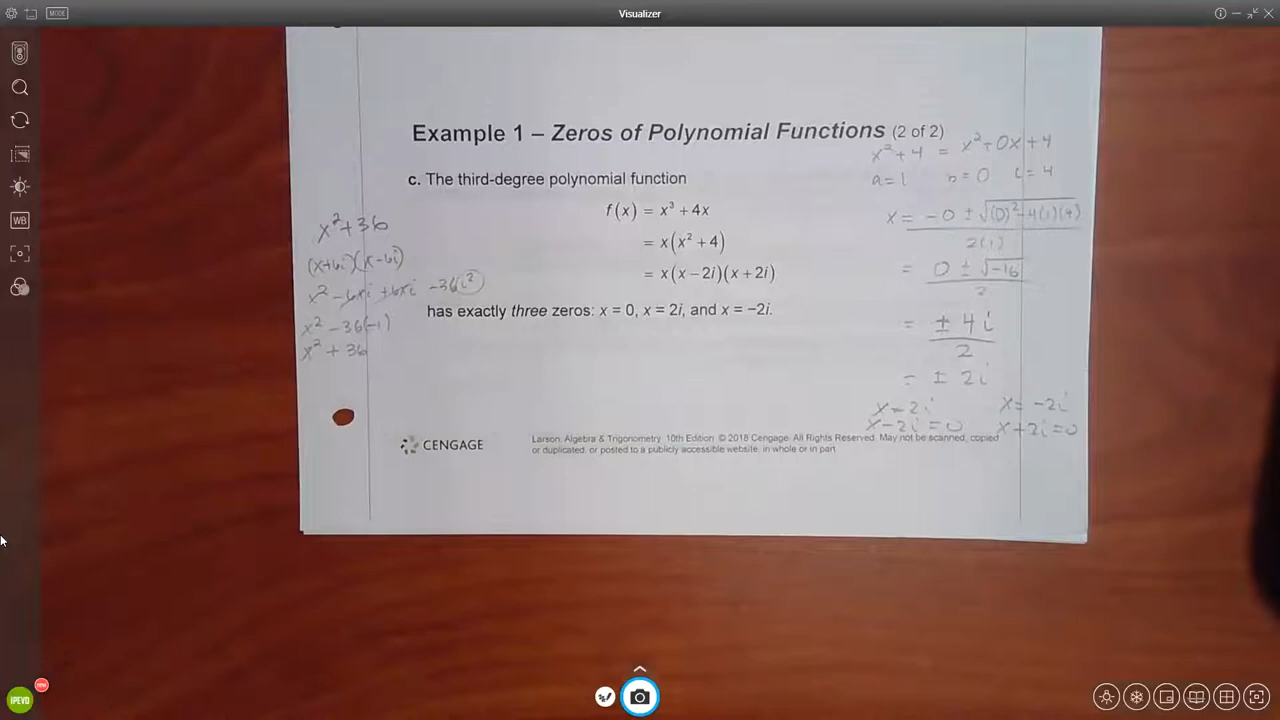 MODE
Visualizer
Example 1 – Zeros of Polynomial Functions (2 of 2)
x² + 4 = x² + 0x + 4
a = 1 b = 0 c = 4
c. The third-degree polynomial function
f(x) = x³ + 4x
= x(x² + 4)
= x(x − 2i)(x + 2i)
has exactly three zeros: x = 0, x = 2i, and x = −2i.
x² + 36
(x+6i)(x−6i)
x² − 6xi + 6xi − 36i²
x² − 36(−1)
x² + 36
x = −0 ± √(0)² − 4(1)(4)
2(1)
= 0 ± √−16
2
= ± 4i
2
= ± 2i
x = 2i x = −2i
x − 2i = 0 x + 2i = 0
CENGAGE
Larson, Algebra & Trigonometry, 10th Edition. © 2018 Cengage. All Rights Reserved. May not be scanned, copied
or duplicated, or posted to a publicly accessible website, in whole or in part.
IPEVO
new